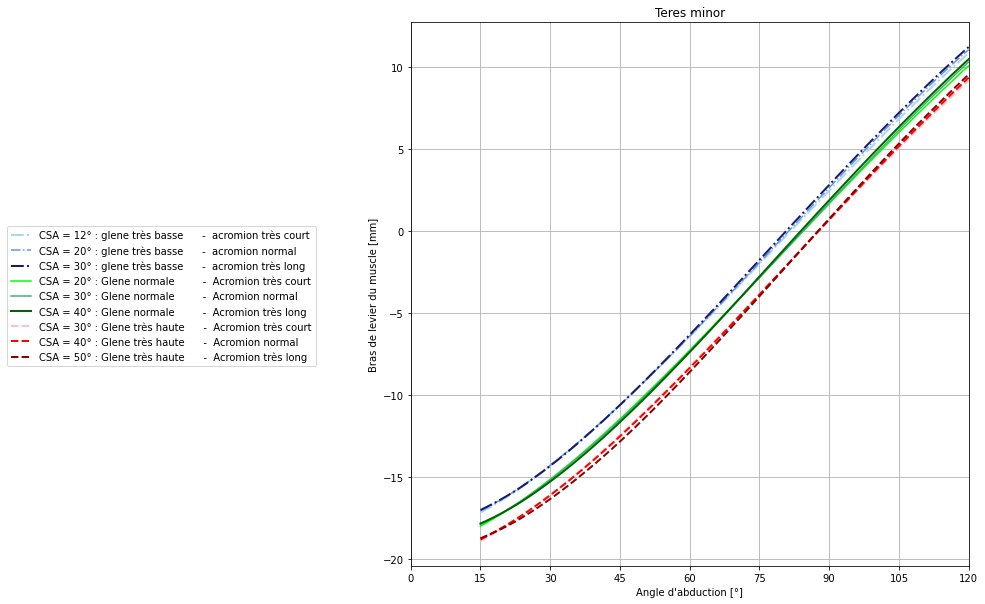 Teres minor
10
5
0
−5
−10
−15
−20
Bras de levier du muscle [mm]
0 15 30 45 60 75 90 105 120
Angle d'abduction [°]
CSA = 12° : glene très basse - acromion très court
CSA = 20° : glene très basse - acromion normal
CSA = 30° : glene très basse - acromion très long
CSA = 20° : Glene normale - Acromion très court
CSA = 30° : Glene normale - Acromion normal
CSA = 40° : Glene normale - Acromion très long
CSA = 30° : Glene très haute - Acromion très court
CSA = 40° : Glene très haute - Acromion normal
CSA = 50° : Glene très haute - Acromion très long